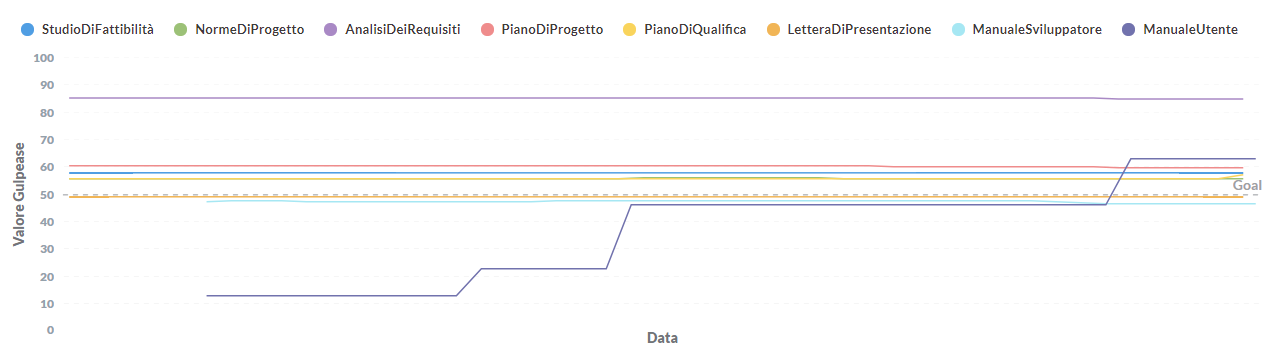 StudioDiFattibilità NormeDiProgetto AnalisiDeiRequisiti PianoDiProgetto PianoDiQualifica LetteraDiPresentazione ManualeSviluppatore ManualeUtente
100
90
80
70
60
50
40
30
20
10
0
Valore Gulpease
Goal
Data